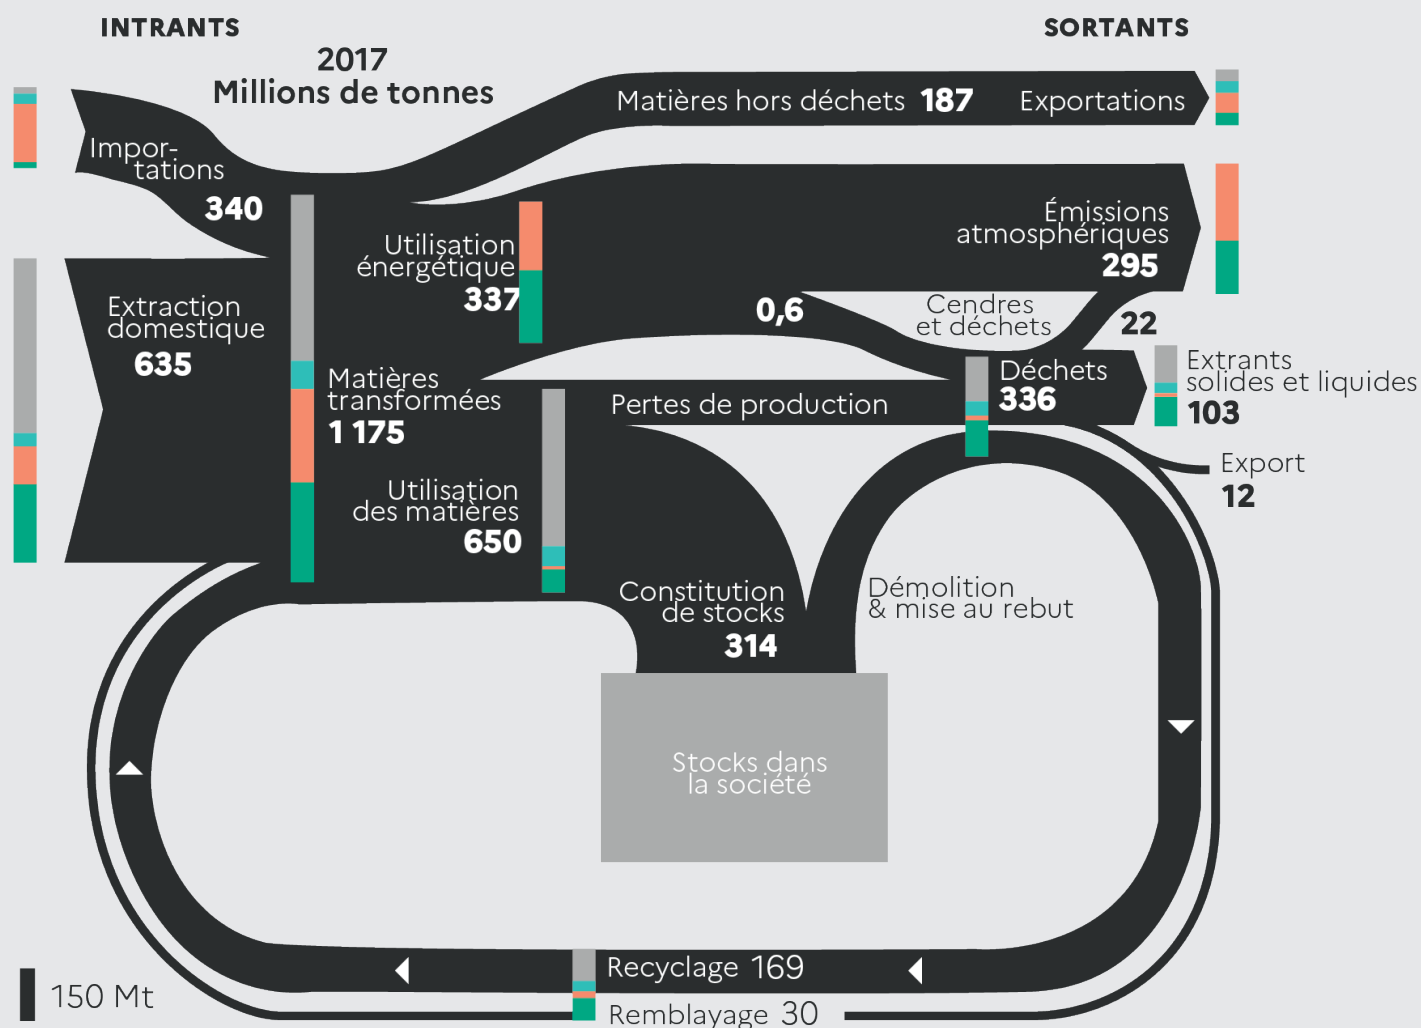 INTRANTS
SORTANTS
2017
Millions de tonnes
Matières hors déchets 187 Exportations
Impor-
tations
340
Utilisation
énergétique
337
Émissions
atmosphériques
295
Extraction
domestique
635
0,6
Cendres
et déchets
22
Matières
transformées
1 175
Pertes de production
Déchets
336
Extrants
solides et liquides
103
Export
12
Utilisation
des matières
650
Constitution
de stocks
314
Démolition
& mise au rebut
Stocks dans
la société
Recyclage 169
Remblayage 30
150 Mt